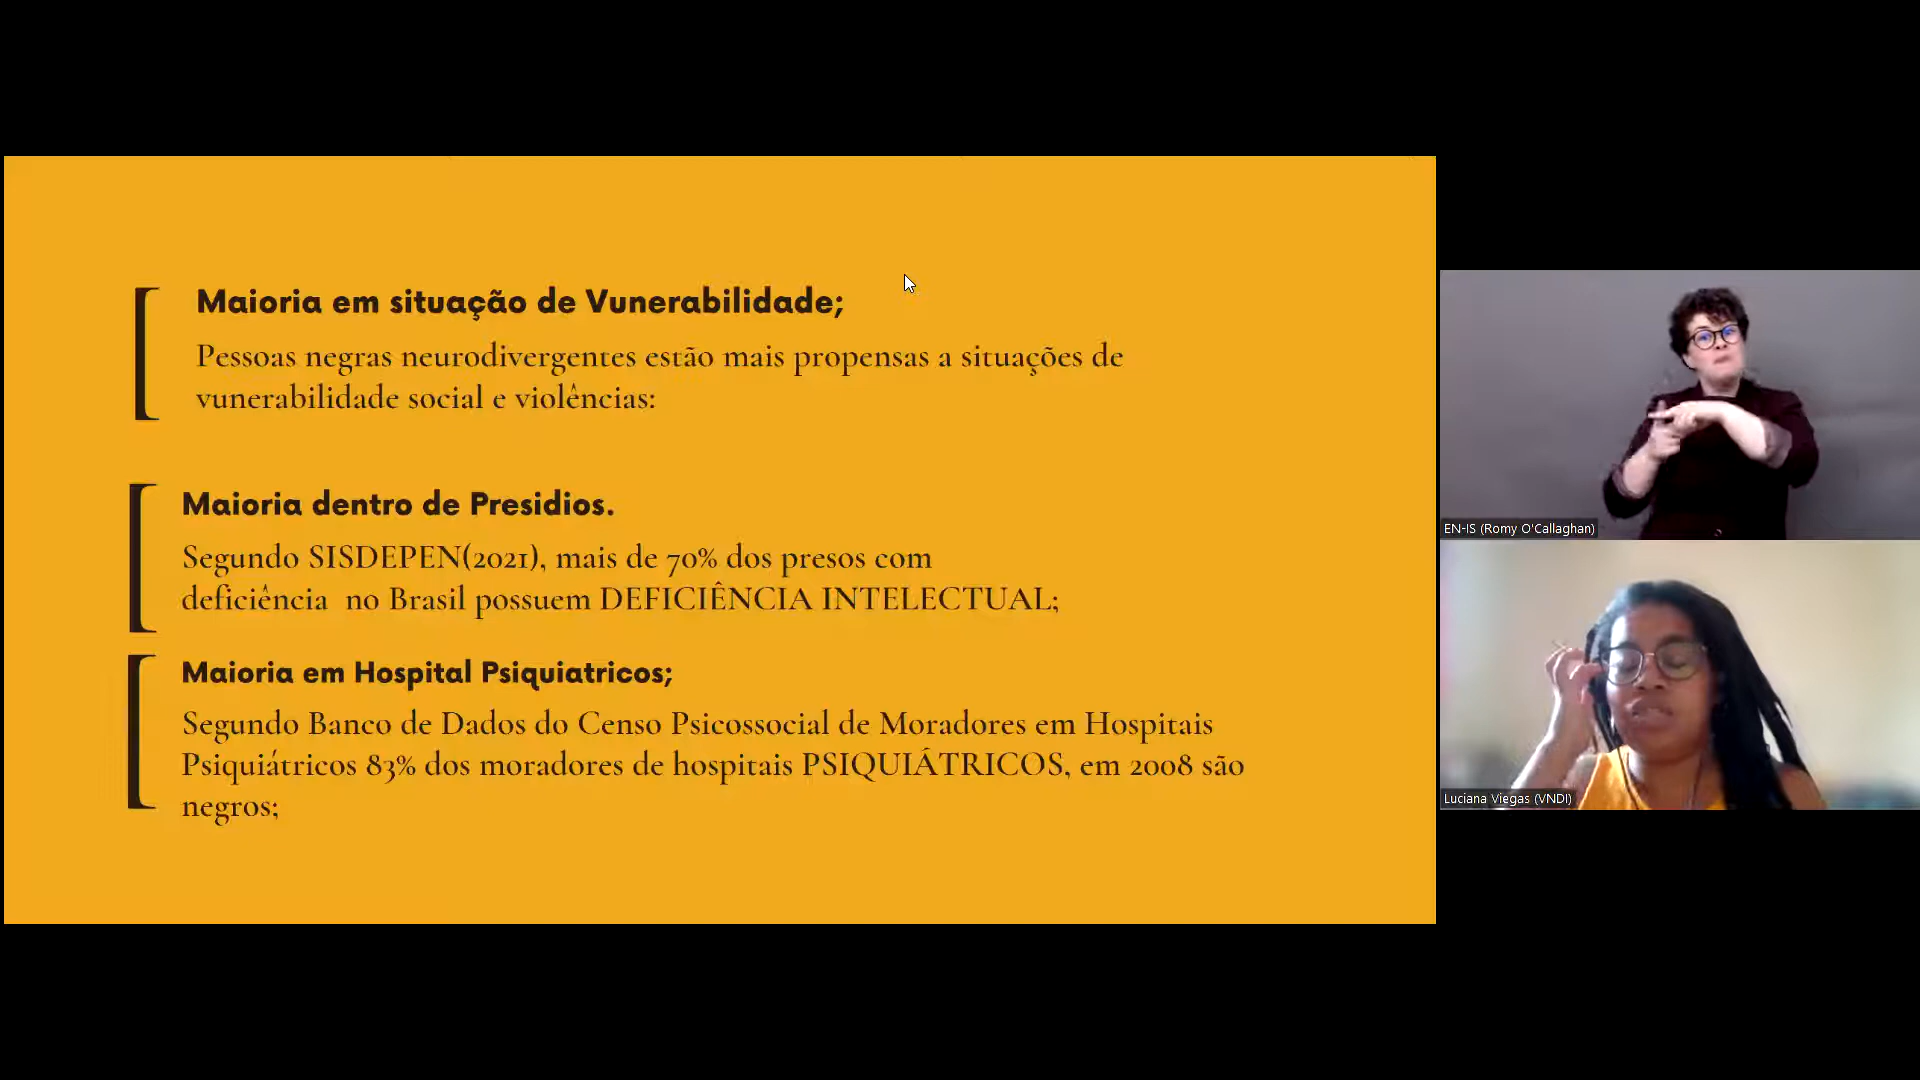 Maioria em situação de Vunerabilidade;
Pessoas negras neurodivergentes estão mais propensas a situações de
vunerabilidade social e violências:
Maioria dentro de Presidios.
Segundo SISDEPEN(2021), mais de 70% dos presos com
deficiência no Brasil possuem DEFICIÊNCIA INTELECTUAL;
Maioria em Hospital Psiquiatricos;
Segundo Banco de Dados do Censo Psicossocial de Moradores em Hospitais
Psiquiátricos 83% dos moradores de hospitais PSIQUIÁTRICOS, em 2008 são
negros;
EN-IS (Romy O'Callaghan)
Luciana Viegas (VNDI)